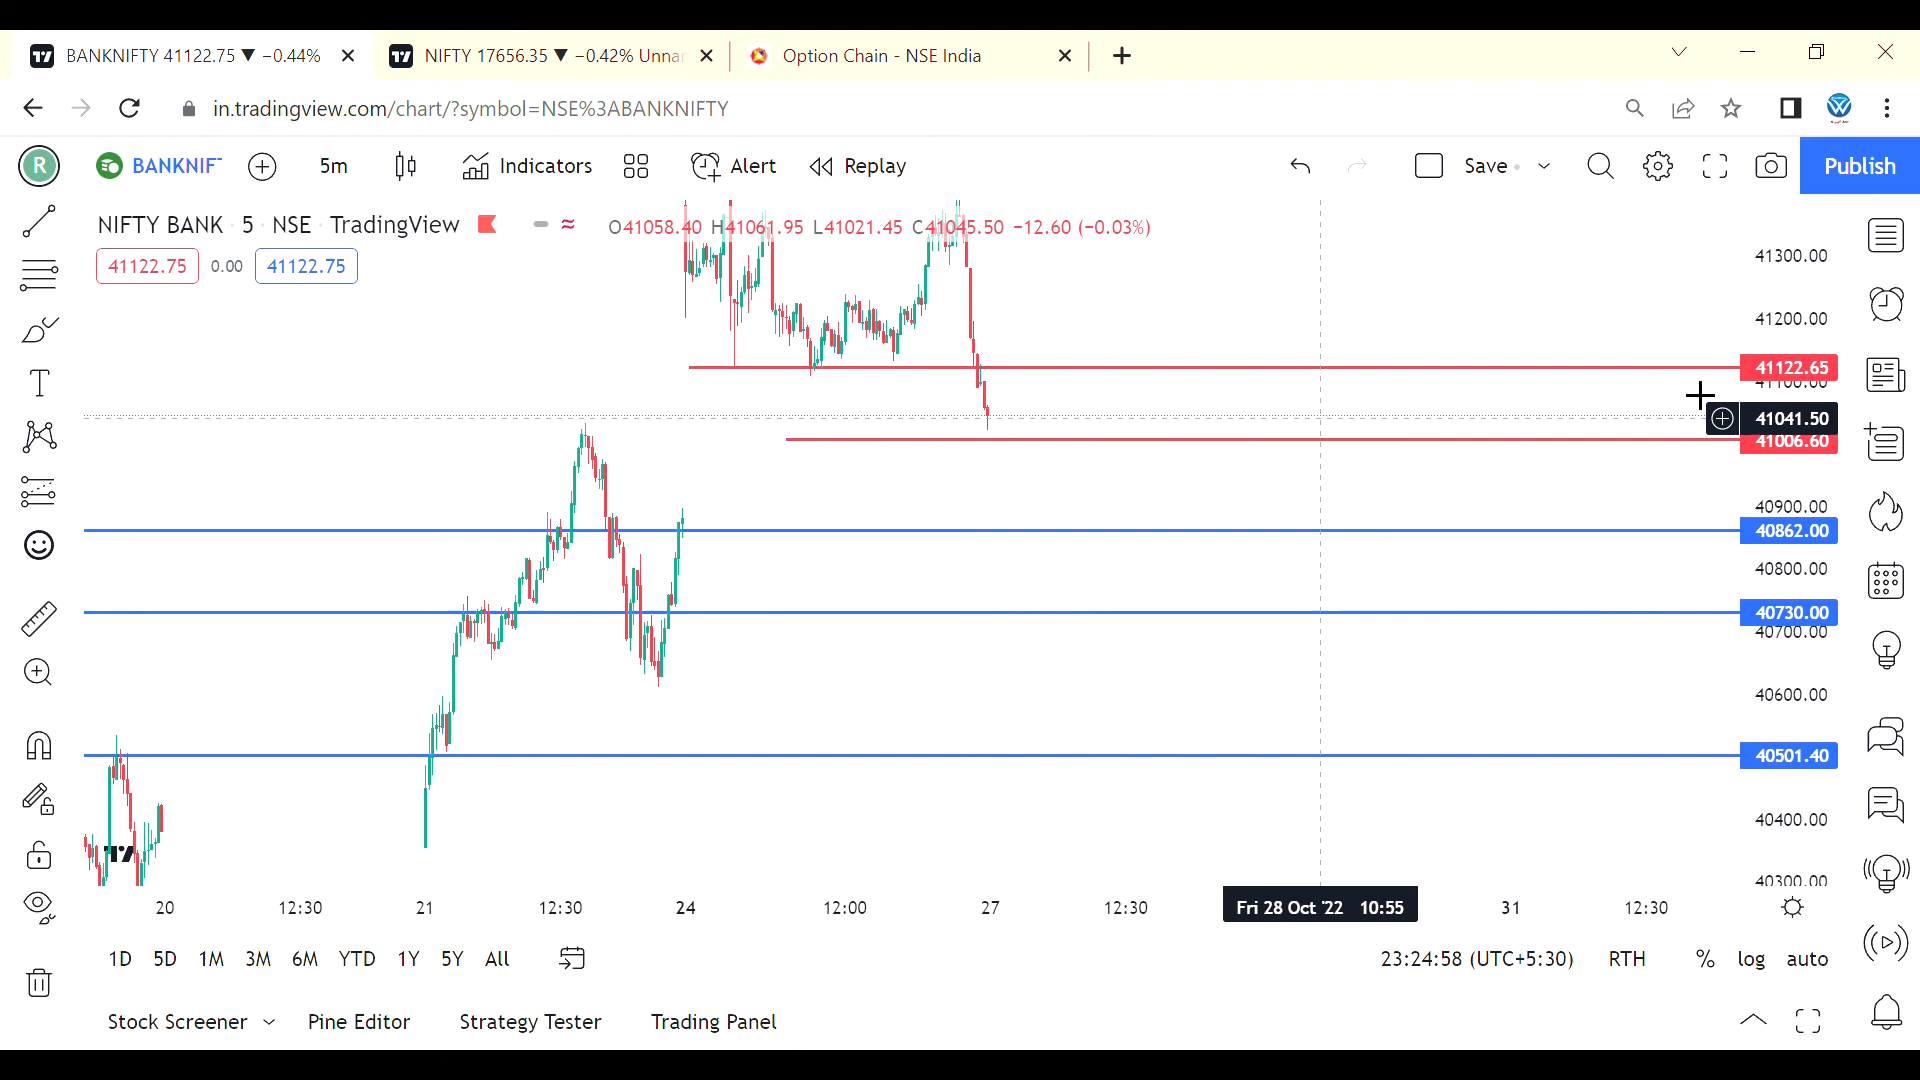 BANKNIFTY 41122.75 ▼ −0.44%
NIFTY 17656.35 ▼ −0.42% Unnar
Option Chain - NSE India
in.tradingview.com/chart/?symbol=NSE%3ABANKNIFTY
R
BANKNIF
5m
Indicators
Alert
Replay
Save
Publish
NIFTY BANK · 5 · NSE · TradingView
O41058.40 H41061.95 L41021.45 C41045.50 −12.60 (−0.03%)
41122.75 0.00 41122.75
41300.00
41200.00
41122.65
41100.00
41041.50
41006.60
40900.00
40862.00
40800.00
40730.00
40700.00
40600.00
40501.40
40400.00
40300.00
20 12:30 21 12:30 24 12:00 27 12:30 Fri 28 Oct '22 10:55 31 12:30
1D 5D 1M 3M 6M YTD 1Y 5Y All
23:24:58 (UTC+5:30) RTH % log auto
Stock Screener Pine Editor Strategy Tester Trading Panel